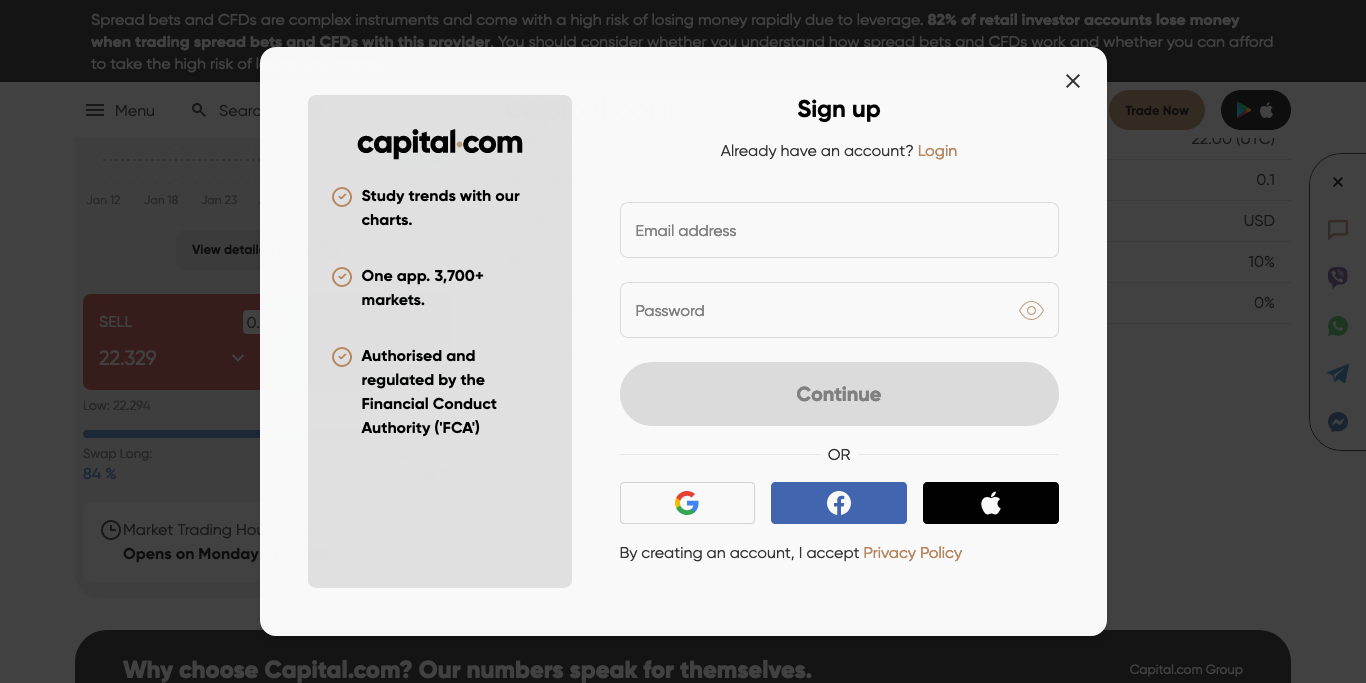 Spread bets and CFDs are complex instruments and come with a high risk of losing money rapidly due to leverage. 82% of retail investor accounts lose money
when trading spread bets and CFDs with this provider. You should consider whether you understand how spread bets and CFDs work and whether you can afford
to take the high risk of
Menu
Searc
Trade Now
22.00 (UTC)
0.1
USD
10%
0%
Jan 12 Jan 18 Jan 23
View detail
SELL
0.
22.329
Low: 22.294
Swap Long:
84 %
Market Trading Hou
Opens on Monday
capital.com
Study trends with our
charts.
One app. 3,700+
markets.
Authorised and
regulated by the
Financial Conduct
Authority ('FCA')
Sign up
Already have an account? Login
Email address
Password
Continue
OR
By creating an account, I accept Privacy Policy
Why choose Capital.com? Our numbers speak for themselves.
Capital.com Group